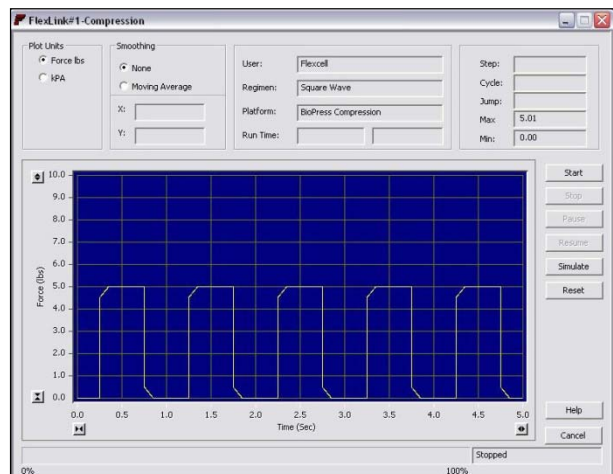 FlexLink#1-Compression
Plot Units
Force lbs
kPA
Smoothing
None
Moving Average
X:
Y:
User: Flexcell
Regimen: Square Wave
Platform: BioPress Compression
Run Time:
Step:
Cycle:
Jump:
Max 5.01
Min: 0.00
Force (lbs)
10.0
9.0
8.0
7.0
6.0
5.0
4.0
3.0
2.0
1.0
0.0
0.0 0.5 1.0 1.5 2.0 2.5 3.0 3.5 4.0 4.5 5.0
Time (Sec)
Start
Stop
Pause
Resume
Simulate
Reset
Help
Cancel
Stopped
0% 100%